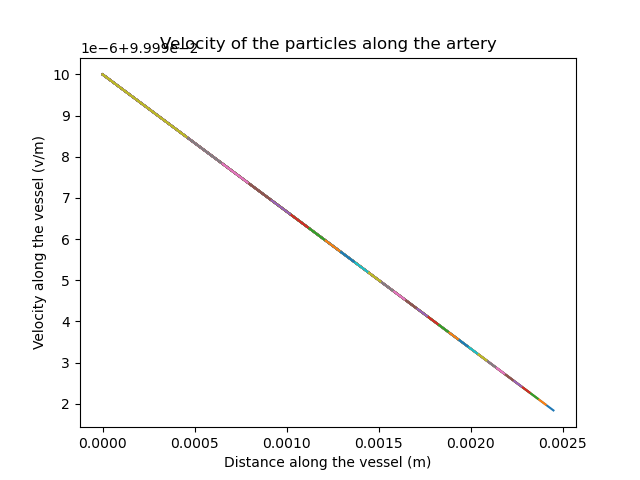 Velocity of the particles along the artery
1e−6+9.999e−2
10
9
8
7
6
5
4
3
2
Velocity along the vessel (v/m)
0.0000 0.0005 0.0010 0.0015 0.0020 0.0025
Distance along the vessel (m)